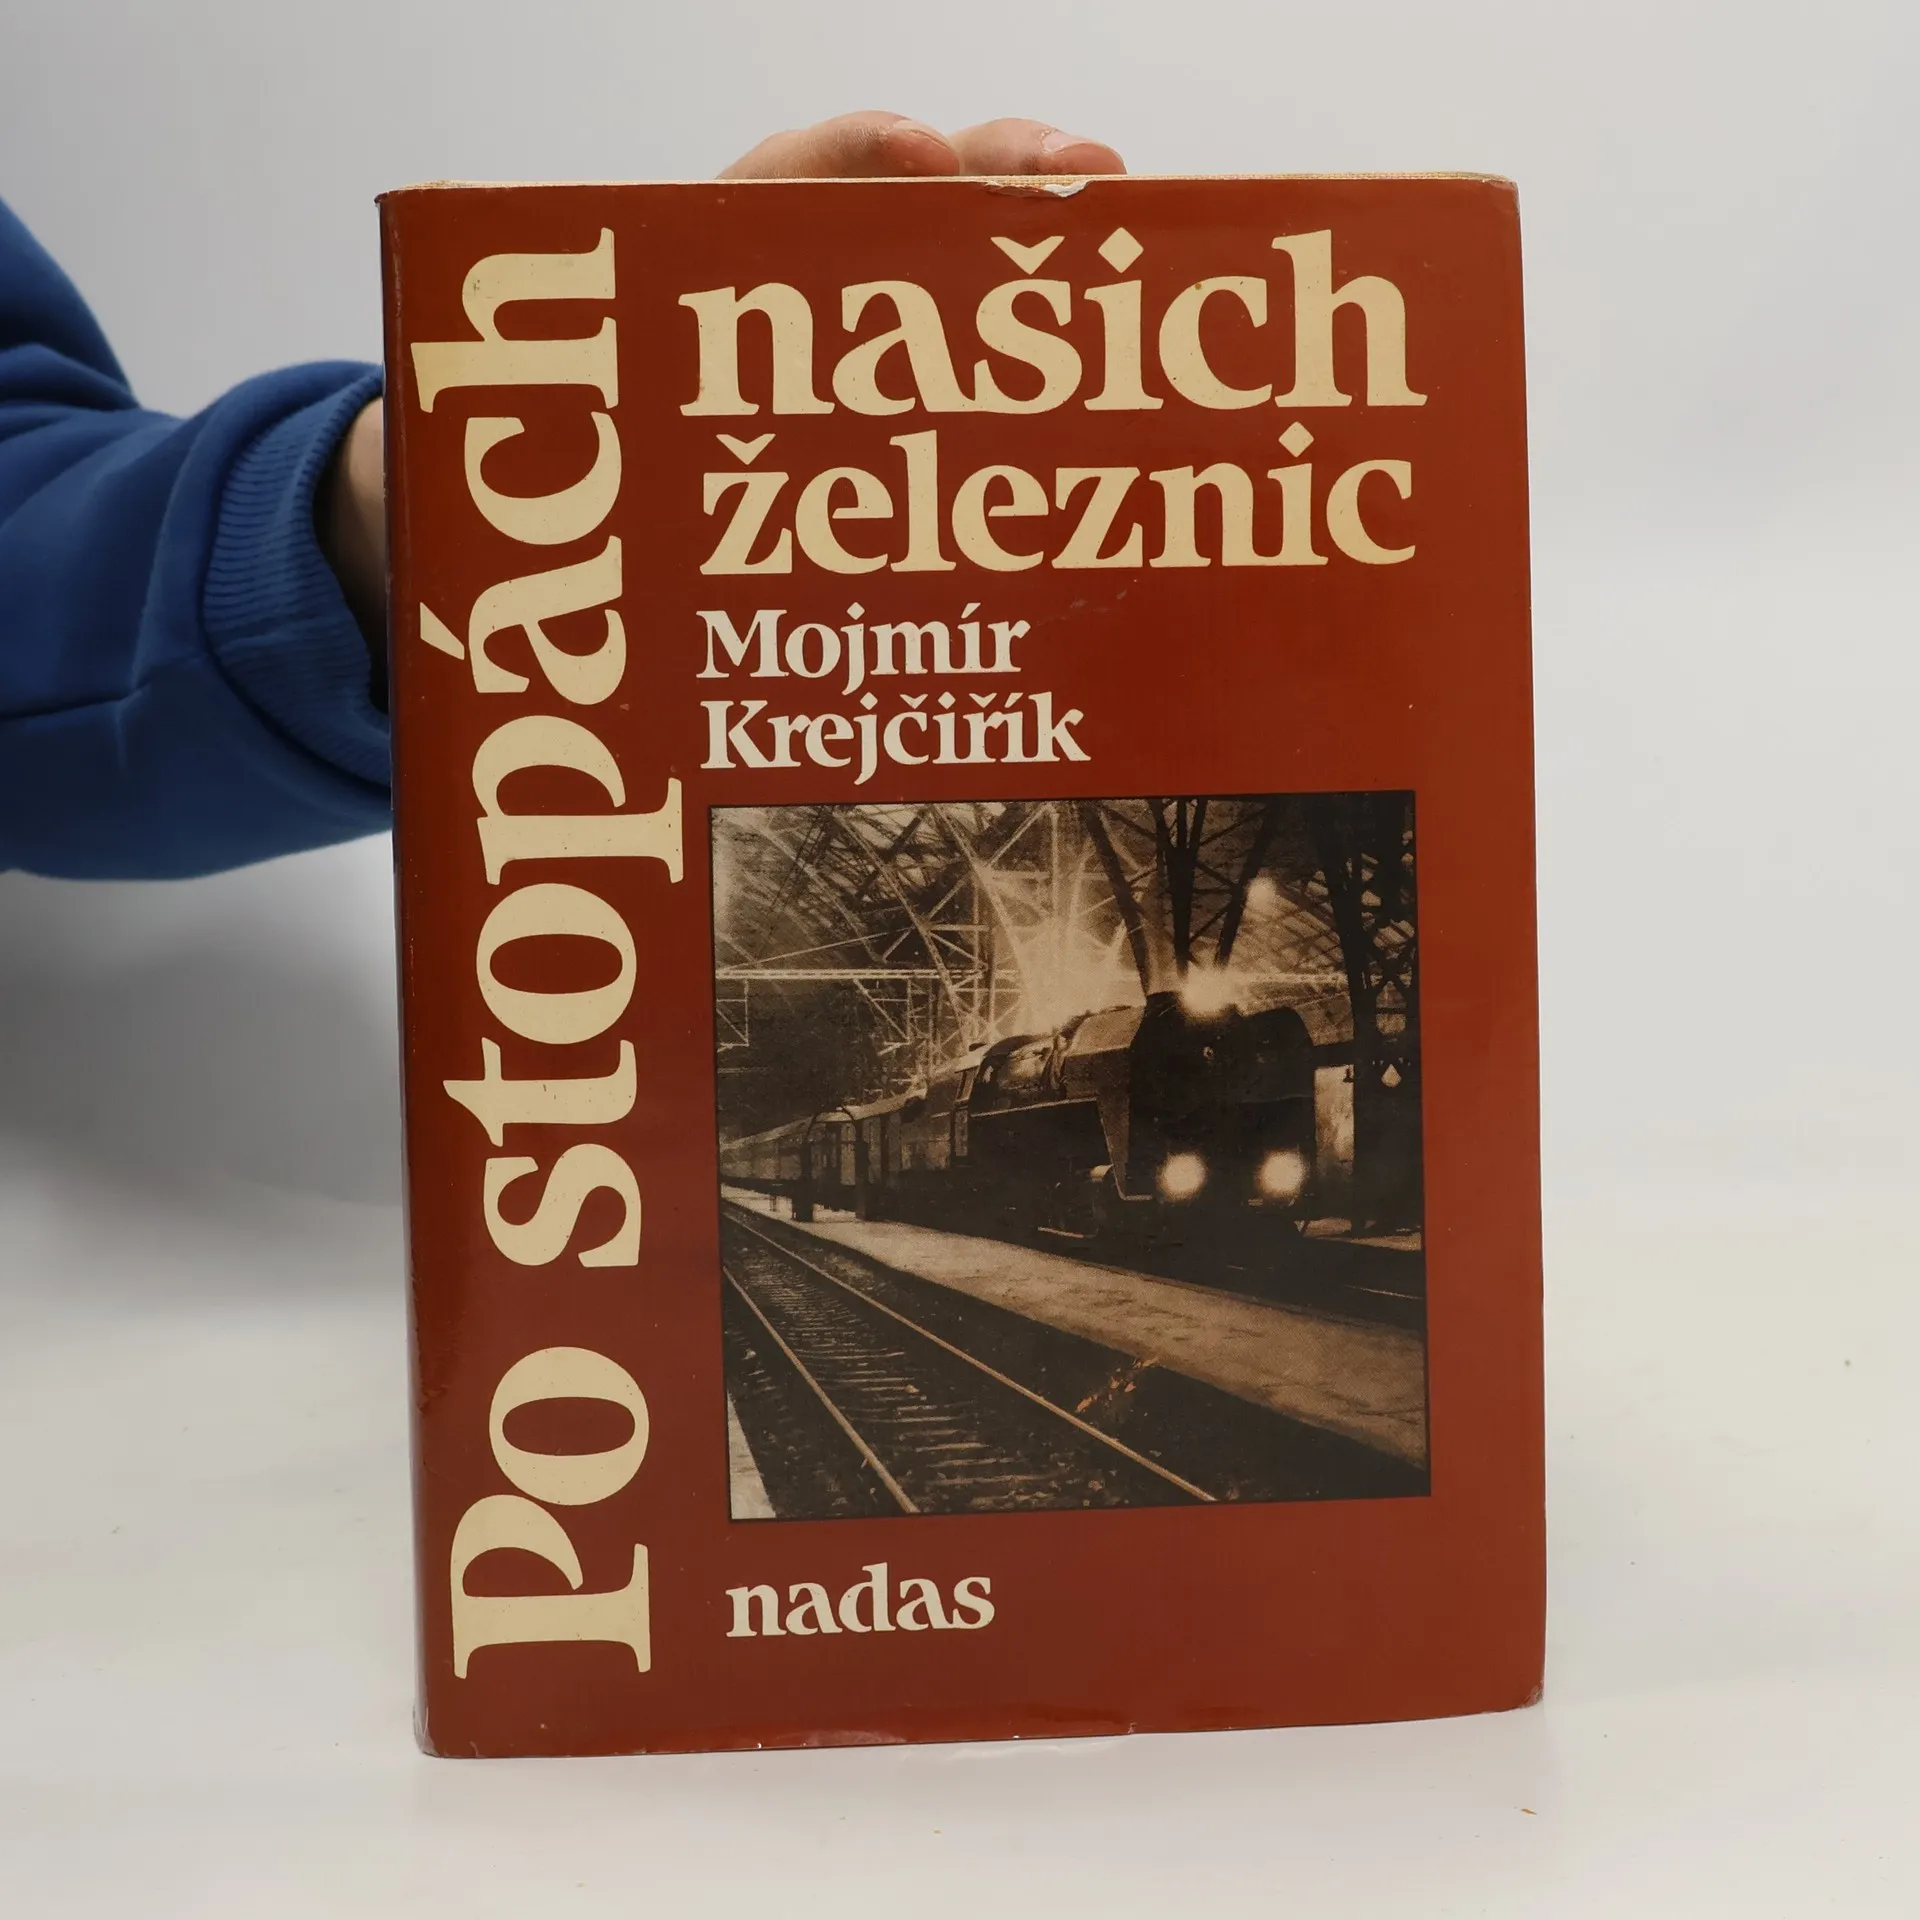 Po stopách
našich
železnic
Mojmír
Krejčiřík
nadas